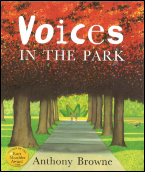 Voices
IN THE PARK
Anthony Browne